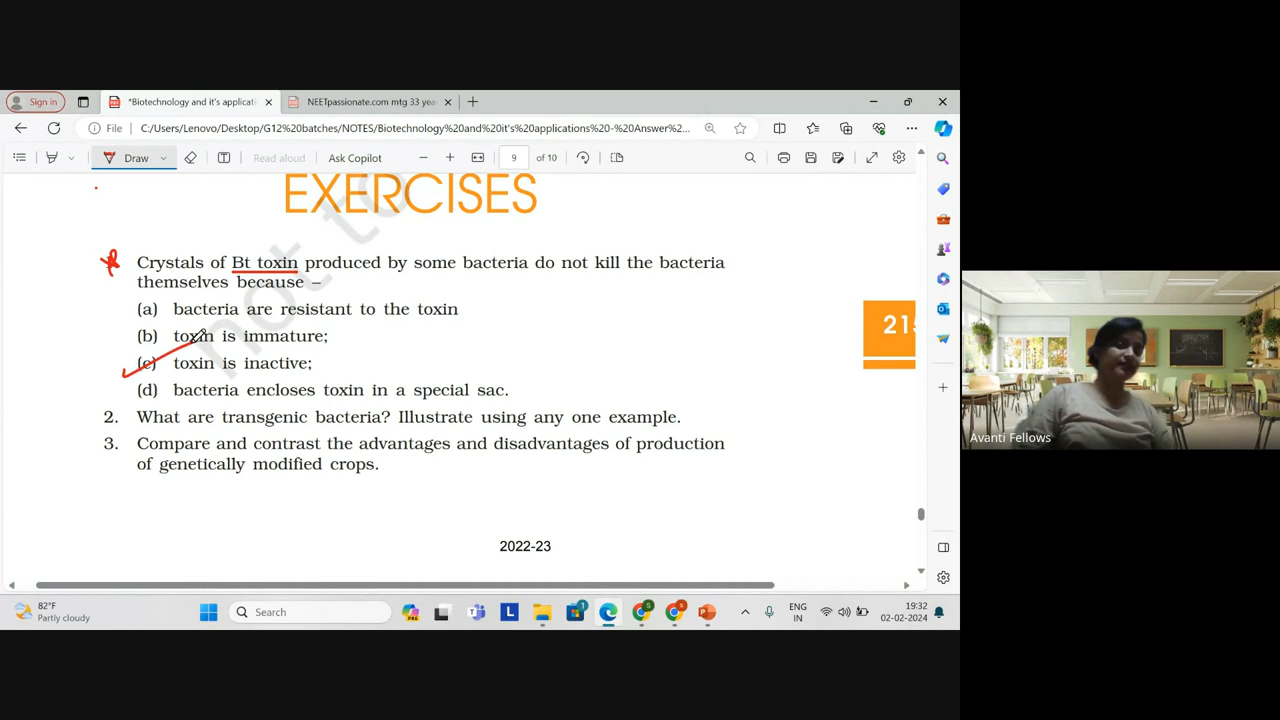 Sign in
*Biotechnology and it's applicati
NEETpassionate.com mtg 33 yea
File
C:/Users/Lenovo/Desktop/G12%20batches/NOTES/Biotechnology%20and%20it's%20applications%20-%20Answer%2...
Draw
Read aloud
Ask Copilot
9 of 10
EXERCISES
not to
Crystals of Bt toxin produced by some bacteria do not kill the bacteria
themselves because –
(a) bacteria are resistant to the toxin
(b) toxin is immature;
(c) toxin is inactive;
(d) bacteria encloses toxin in a special sac.
2. What are transgenic bacteria? Illustrate using any one example.
3. Compare and contrast the advantages and disadvantages of production
of genetically modified crops.
215
2022-23
Avanti Fellows
82°F
Partly cloudy
Search
ENG
IN
19:32
02-02-2024